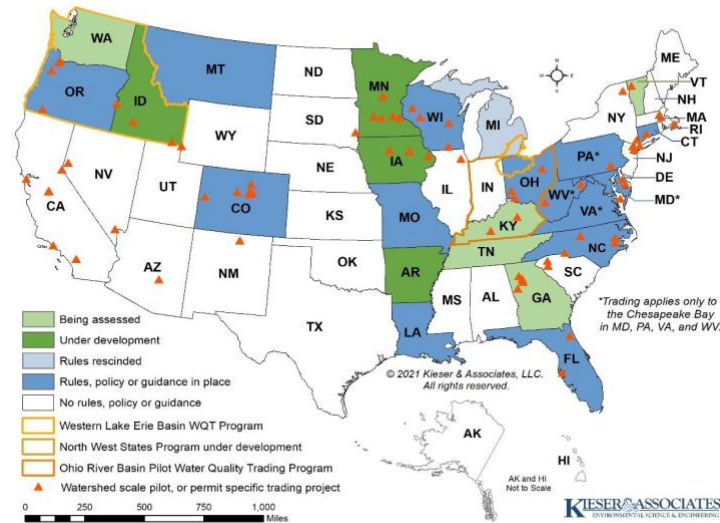 WA
MT
ND
MN
ME
VT
OR
ID
SD
WI
MI
NY
NH
MA
RI
CT
WY
IA
PA*
NJ
NE
NV
UT
IL
IN
OH
DE
WV*
MD*
CA
CO
KS
MO
KY
VA*
NC
TN
AZ
NM
OK
AR
SC
MS
AL
GA
TX
LA
FL
*Trading applies only to
the Chesapeake Bay
in MD, PA, VA, and WV.
© 2021 Kieser & Associates, LLC.
All rights reserved.
Being assessed
Under development
Rules rescinded
Rules, policy or guidance in place
No rules, policy or guidance
Western Lake Erie Basin WQT Program
North West States Program under development
Ohio River Basin Pilot Water Quality Trading Program
Watershed scale pilot, or permit specific trading project
0 250 500 1,000
Miles
AK
HI
AK and HI
Not to Scale
KIESER & ASSOCIATES
ENVIRONMENTAL SCIENCE & ENGINEERING